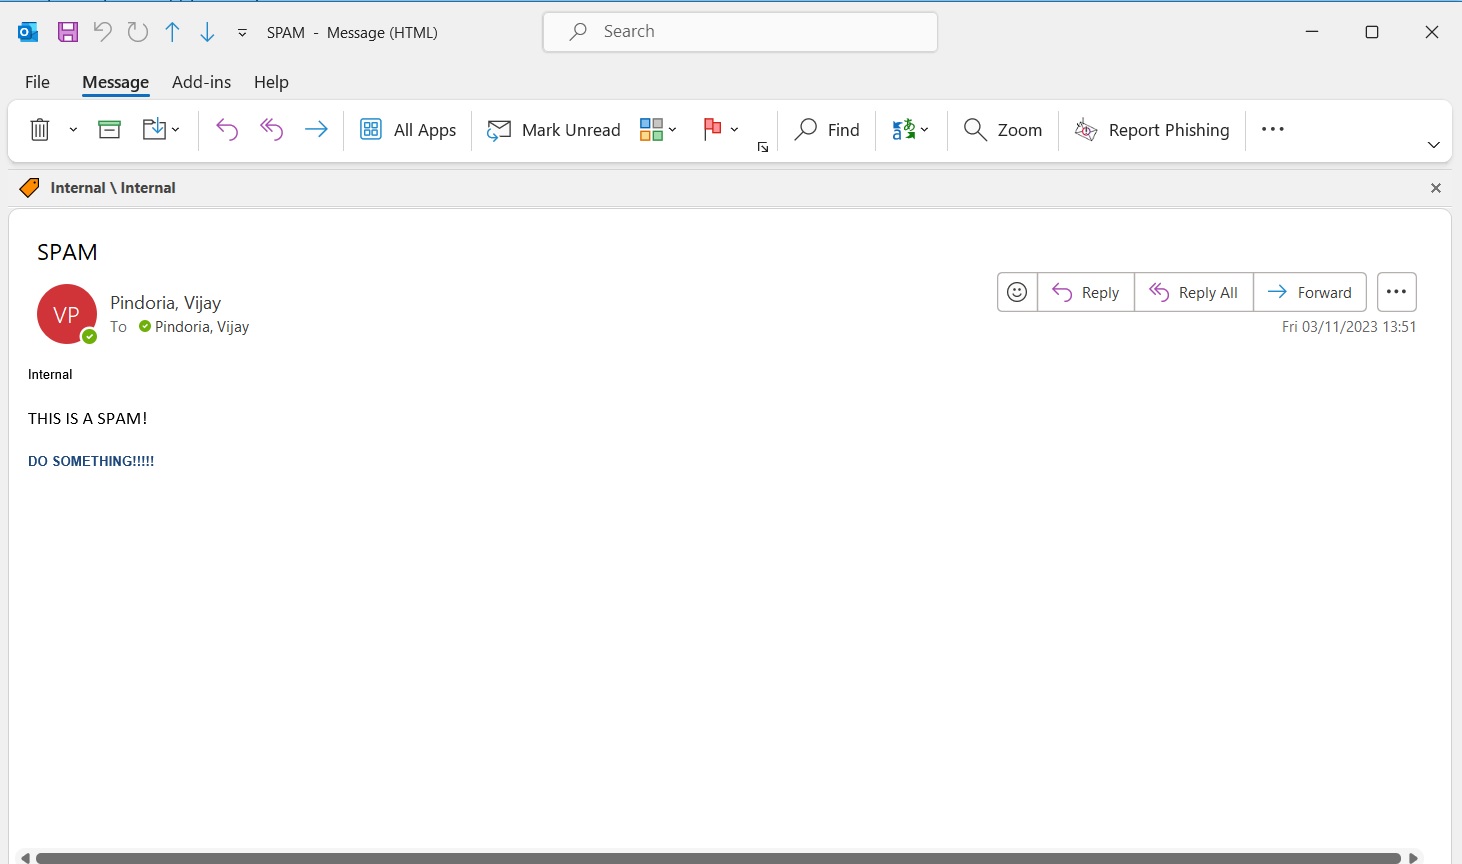 SPAM - Message (HTML)
Search
File Message Add-ins Help
All Apps Mark Unread Find Zoom Report Phishing
Internal \ Internal
SPAM
VP
Pindoria, Vijay
To Pindoria, Vijay
Reply Reply All Forward
Fri 03/11/2023 13:51
Internal
THIS IS A SPAM!
DO SOMETHING!!!!!